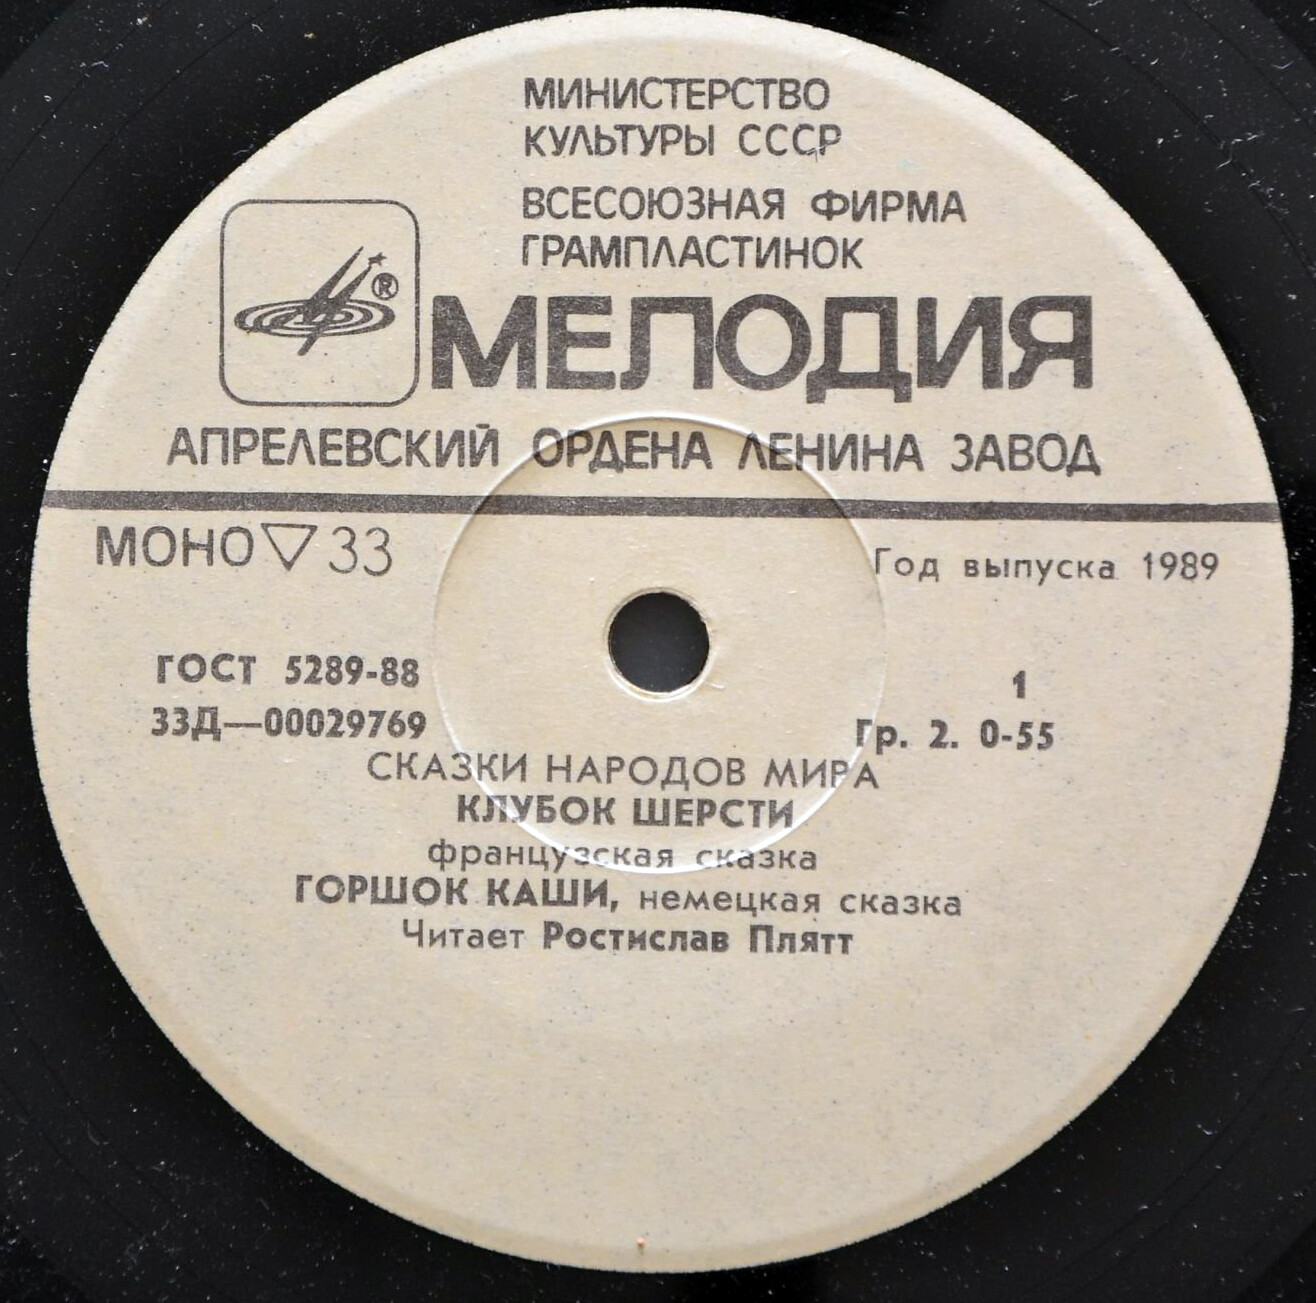 МИНИСТЕРСТВО
КУЛЬТУРЫ СССР
ВСЕСОЮЗНАЯ ФИРМА
ГРАМПЛАСТИНОК
®
МЕЛОДИЯ
АПРЕЛЕВСКИЙ ОРДЕНА ЛЕНИНА ЗАВОД
МОНО ▽ 33
Год выпуска 1989
ГОСТ 5289-88
33Д—00029769
1
Гр. 2. 0-55
СКАЗКИ НАРОДОВ МИРА
КЛУБОК ШЕРСТИ
французская сказка
ГОРШОК КАШИ, немецкая сказка
Читает Ростислав Плятт